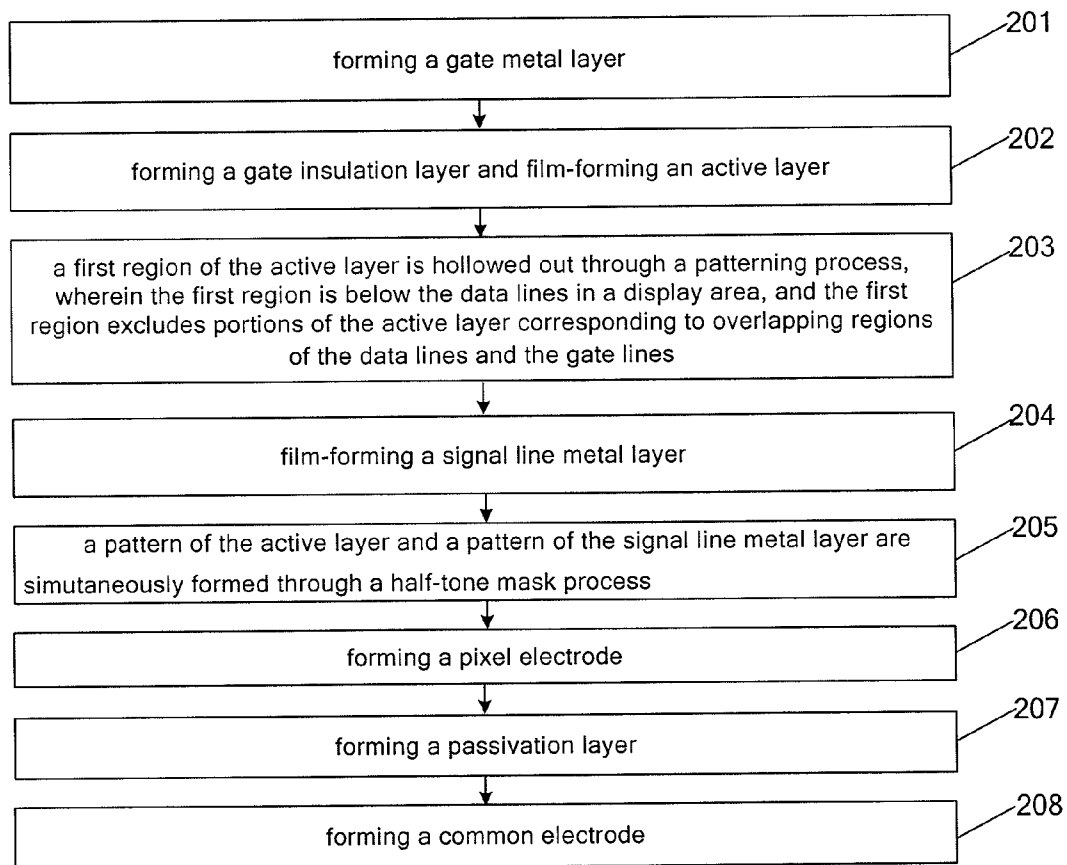 201
forming a gate metal layer
202
forming a gate insulation layer and film-forming an active layer
203
a first region of the active layer is hollowed out through a patterning process,
wherein the first region is below the data lines in a display area, and the first
region excludes portions of the active layer corresponding to overlapping regions
of the data lines and the gate lines
204
film-forming a signal line metal layer
205
a pattern of the active layer and a pattern of the signal line metal layer are
simutaneously formed through a half-tone mask process
206
forming a pixel electrode
207
forming a passivation layer
208
forming a common electrode